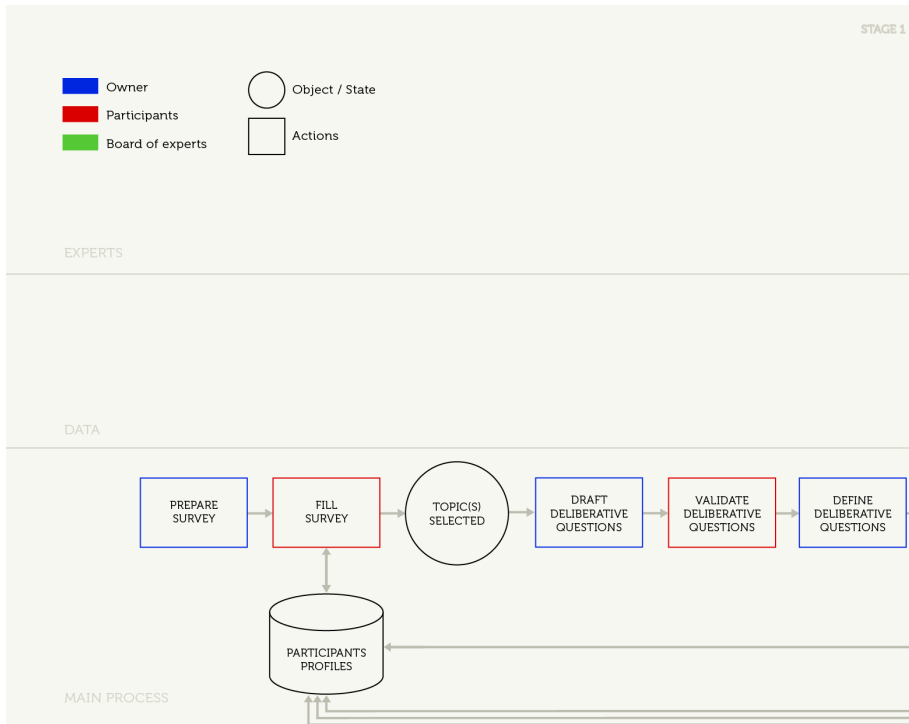 STAGE 1
Owner
Participants
Board of experts
Object / State
Actions
EXPERTS
DATA
PREPARE
SURVEY
FILL
SURVEY
TOPIC(S)
SELECTED
DRAFT
DELIBERATIVE
QUESTIONS
VALIDATE
DELIBERATIVE
QUESTIONS
DEFINE
DELIBERATIVE
QUESTIONS
PARTICIPANTS
PROFILES
MAIN PROCESS